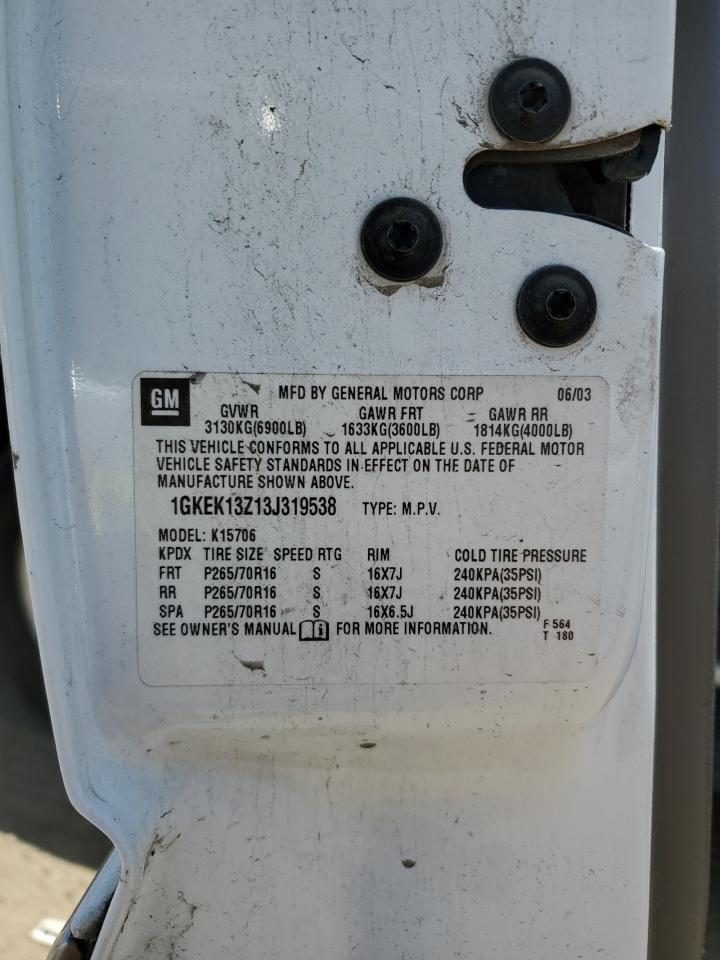 GM MFD BY GENERAL MOTORS CORP 06/03
GVWR GAWR FRT GAWR RR
3130KG(6900LB) 1633KG(3600LB) 1814KG(4000LB)
THIS VEHICLE CONFORMS TO ALL APPLICABLE U.S. FEDERAL MOTOR
VEHICLE SAFETY STANDARDS IN EFFECT ON THE DATE OF
MANUFACTURE SHOWN ABOVE.
1GKEK13Z13J319538 TYPE: M.P.V.
MODEL: K15706
KPDX TIRE SIZE SPEED RTG RIM COLD TIRE PRESSURE
FRT P265/70R16 S 16X7J 240KPA(35PSI)
RR P265/70R16 S 16X7J 240KPA(35PSI)
SPA P265/70R16 S 16X6.5J 240KPA(35PSI)
SEE OWNER'S MANUAL FOR MORE INFORMATION. F 564
T 180